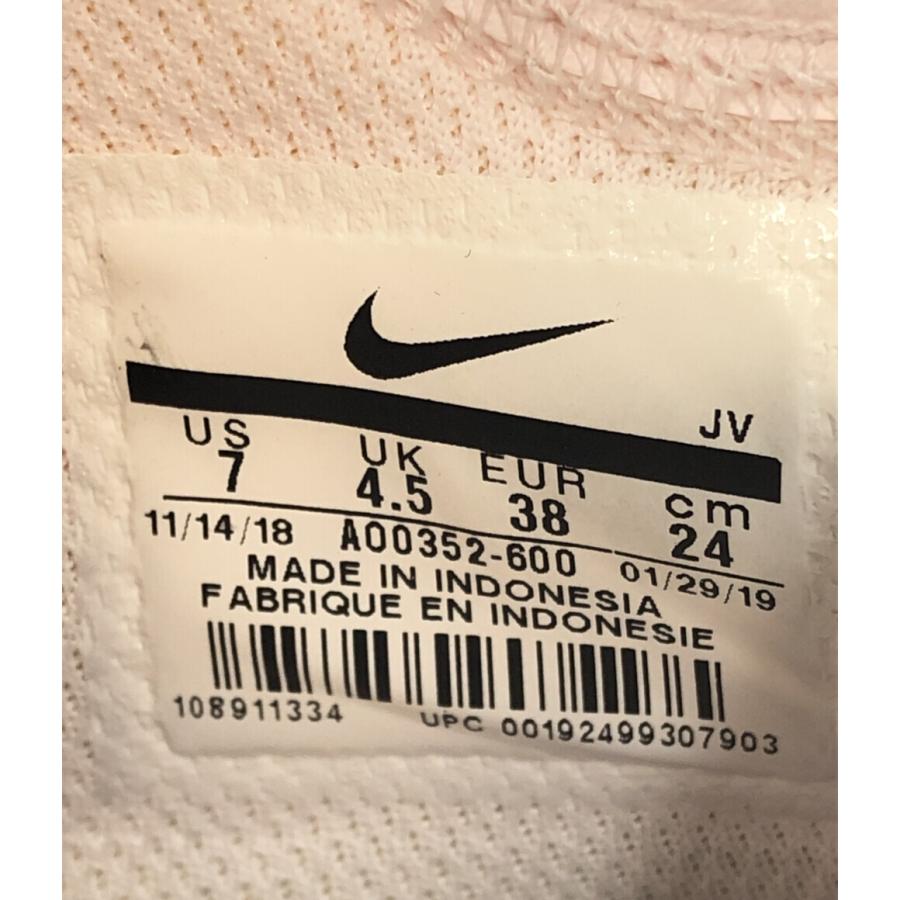 JV
US UK EUR cm
7 4.5 38 24
11/14/18 AO0352-600 01/29/19
MADE IN INDONESIA
FABRIQUE EN INDONESIE
108911334 UPC 00192499307903